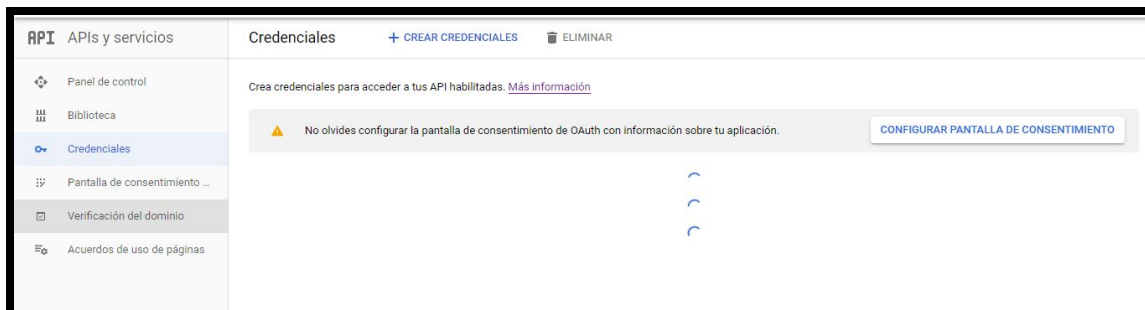 API APIs y servicios
Panel de control
Biblioteca
Credenciales
Pantalla de consentimiento ...
Verificación del dominio
Acuerdos de uso de páginas
Credenciales
CREAR CREDENCIALES
ELIMINAR
Crea credenciales para acceder a tus API habilitadas. Más información
No olvides configurar la pantalla de consentimiento de OAuth con información sobre tu aplicación.
CONFIGURAR PANTALLA DE CONSENTIMIENTO